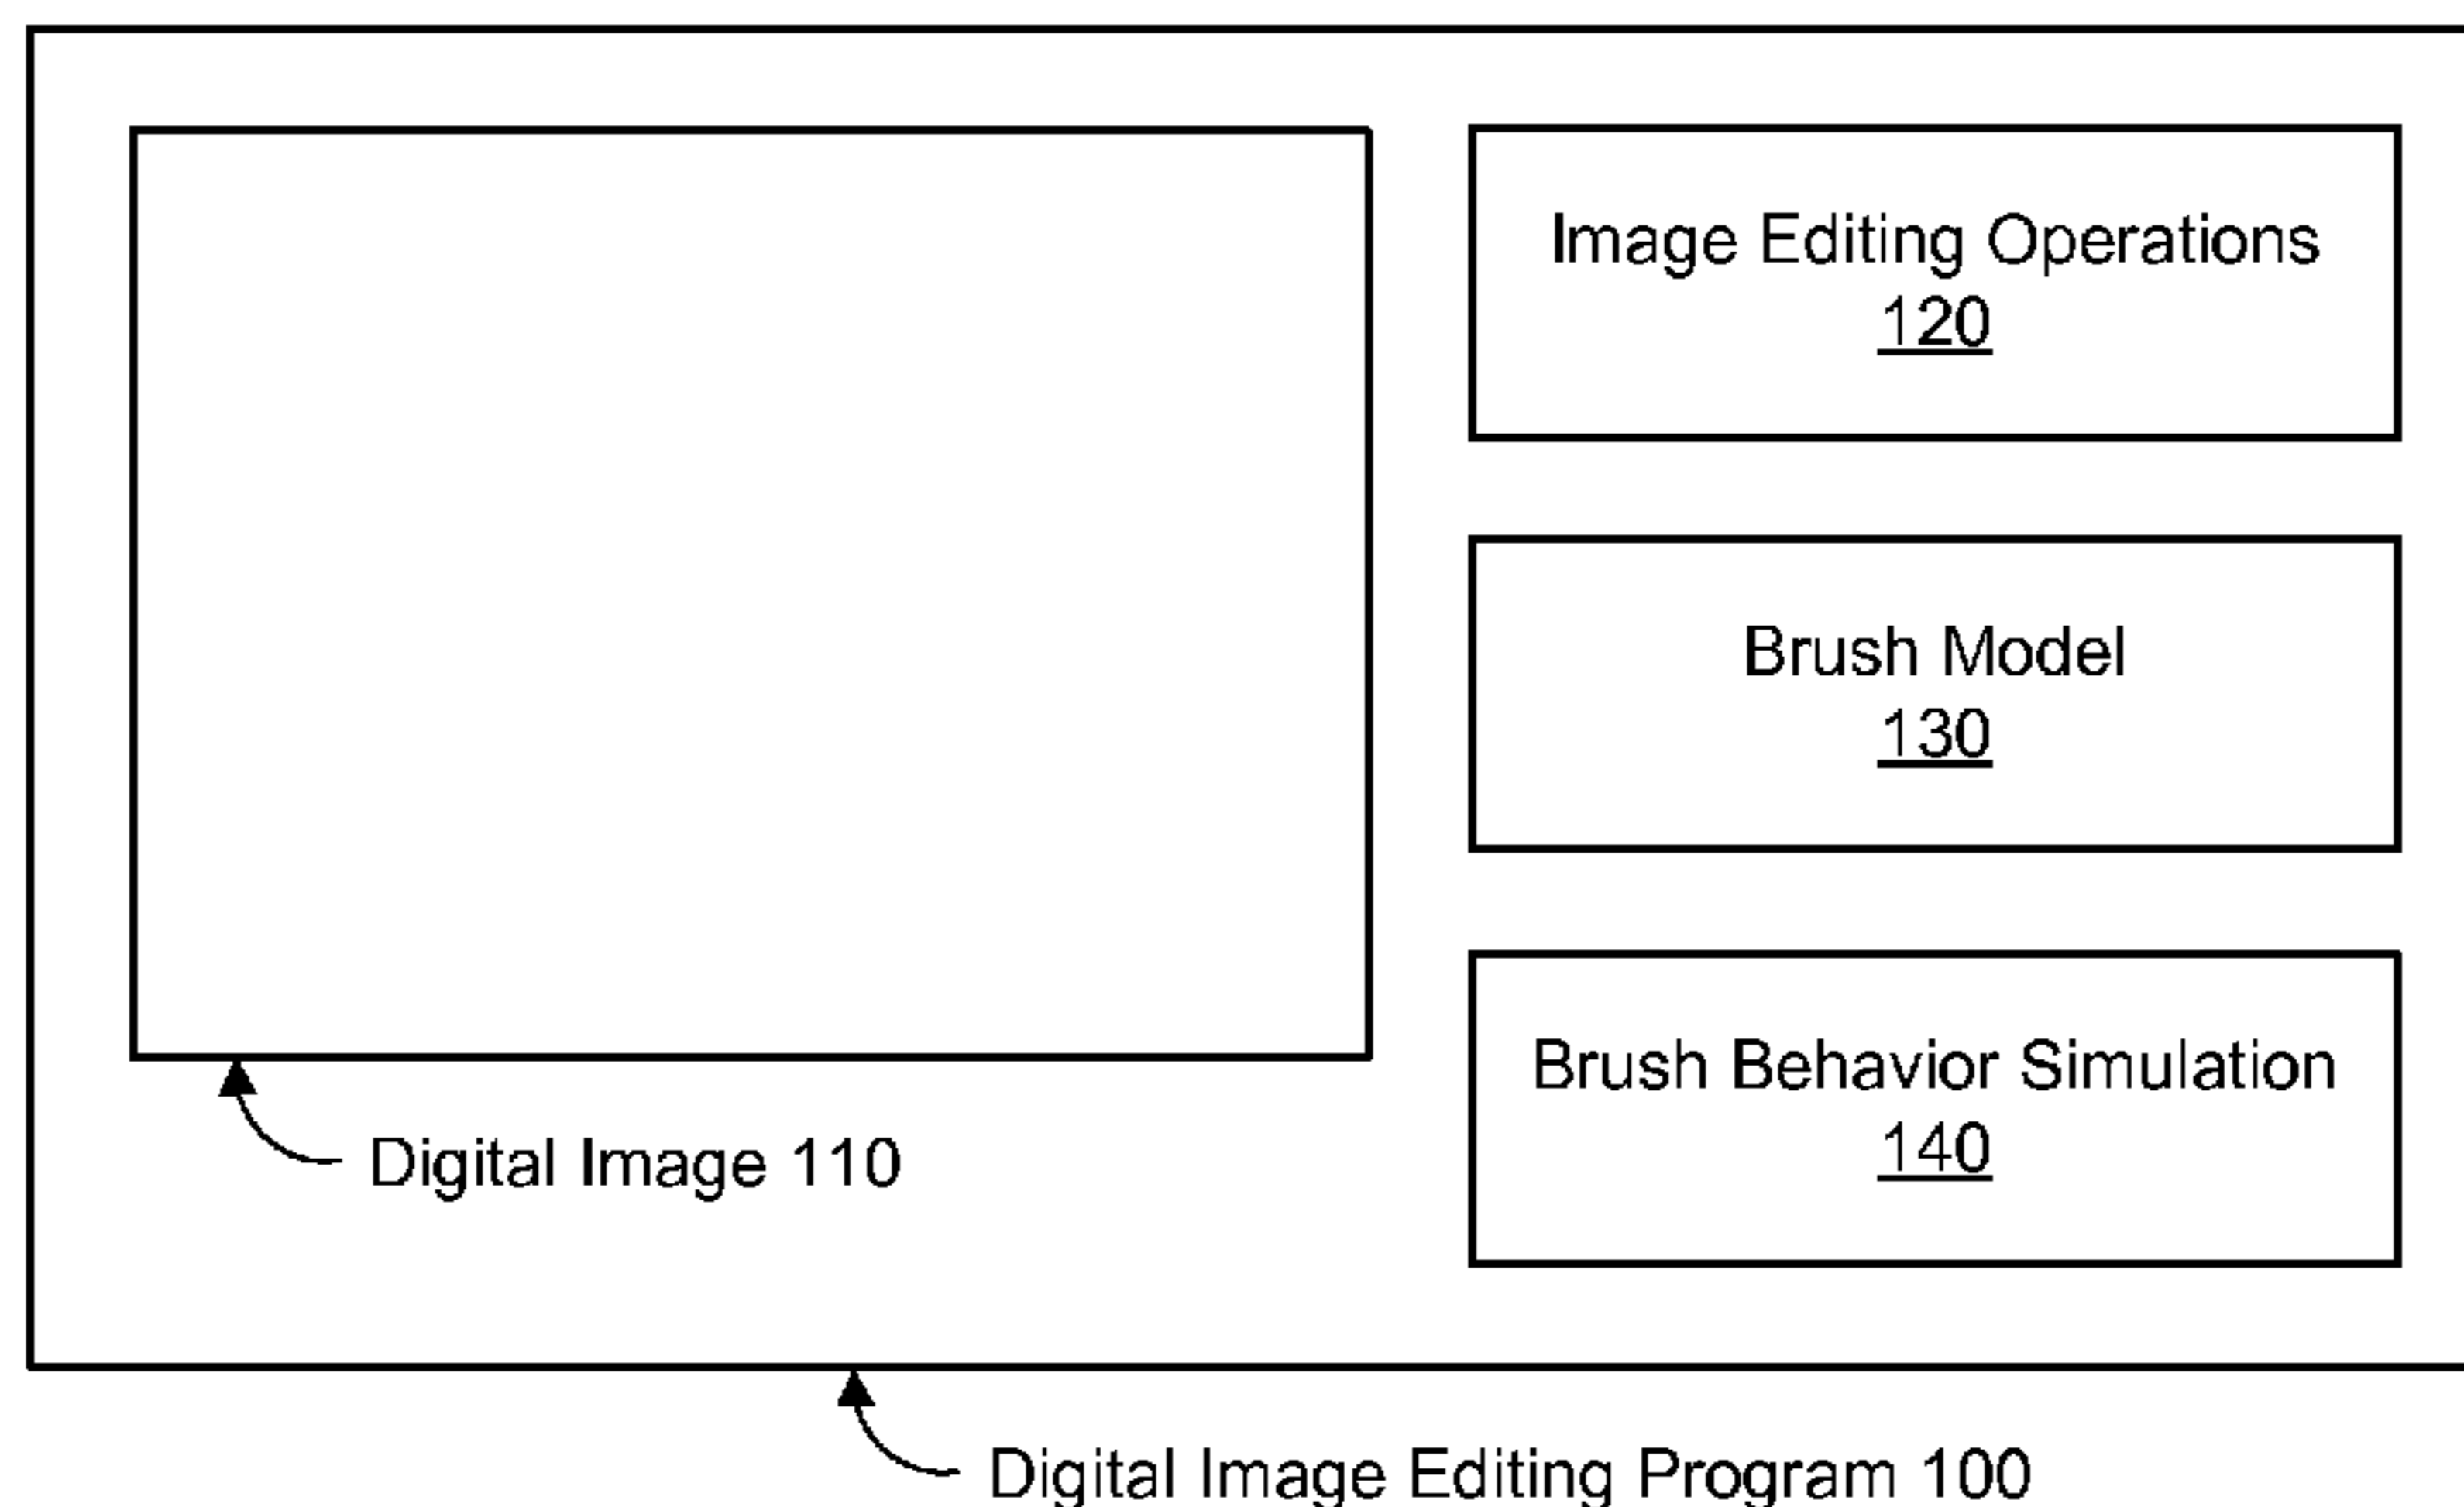 Image Editing Operations
120
Brush Model
130
Brush Behavior Simulation
140
Digital Image 110
Digital Image Editing Program 100